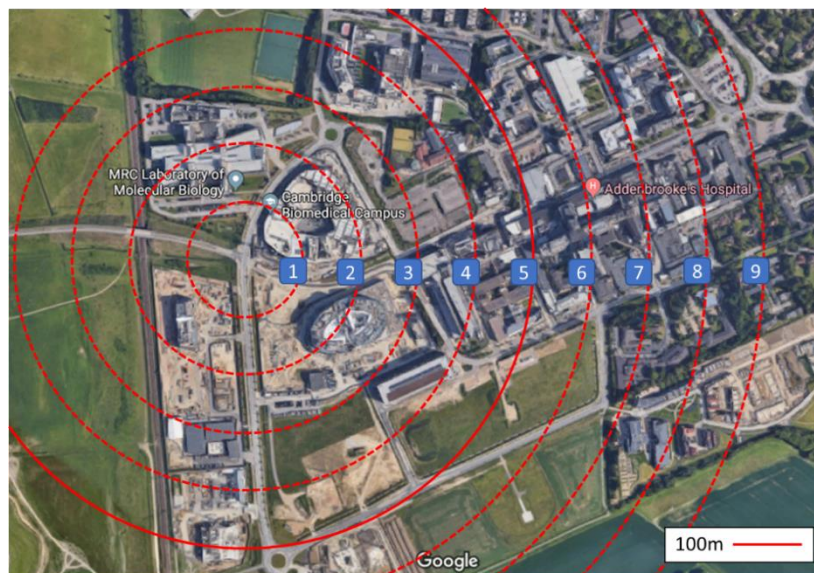 MRC Laboratory of
Molecular Biology
Cambridge
Biomedical Campus
Addenbrooke's Hospital
1 2 3 4 5 6 7 8 9
Google
100m